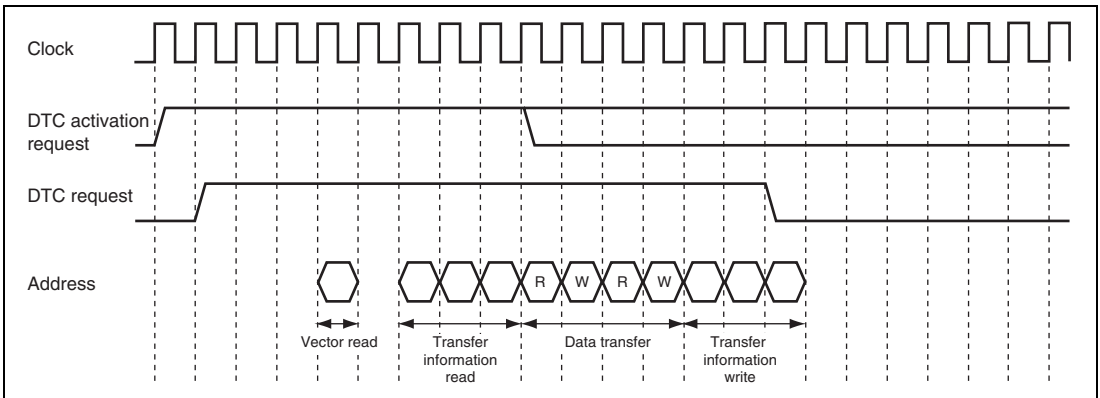 Clock
DTC activation
request
DTC request
Address
R W R W
Vector read
Transfer
information
read
Data transfer
Transfer
information
write